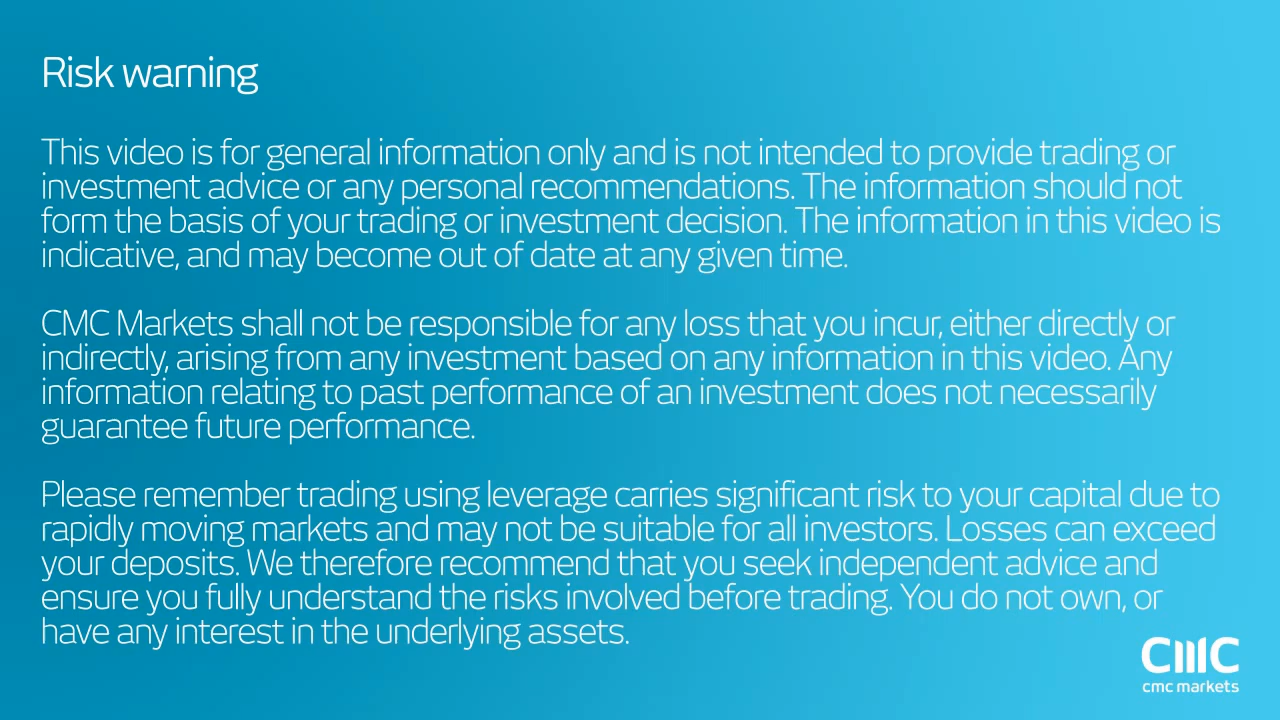 Risk warning
This video is for general information only and is not intended to provide trading or
investment advice or any personal recommendations. The information should not
form the basis of your trading or investment decision. The information in this video is
indicative, and may become out of date at any given time.
CMC Markets shall not be responsible for any loss that you incur, either directly or
indirectly, arising from any investment based on any information in this video. Any
information relating to past performance of an investment does not necessarily
guarantee future performance.
Please remember trading using leverage carries significant risk to your capital due to
rapidly moving markets and may not be suitable for all investors. Losses can exceed
your deposits. We therefore recommend that you seek independent advice and
ensure you fully understand the risks involved before trading. You do not own, or
have any interest in the underlying assets.
CMC
cmc markets